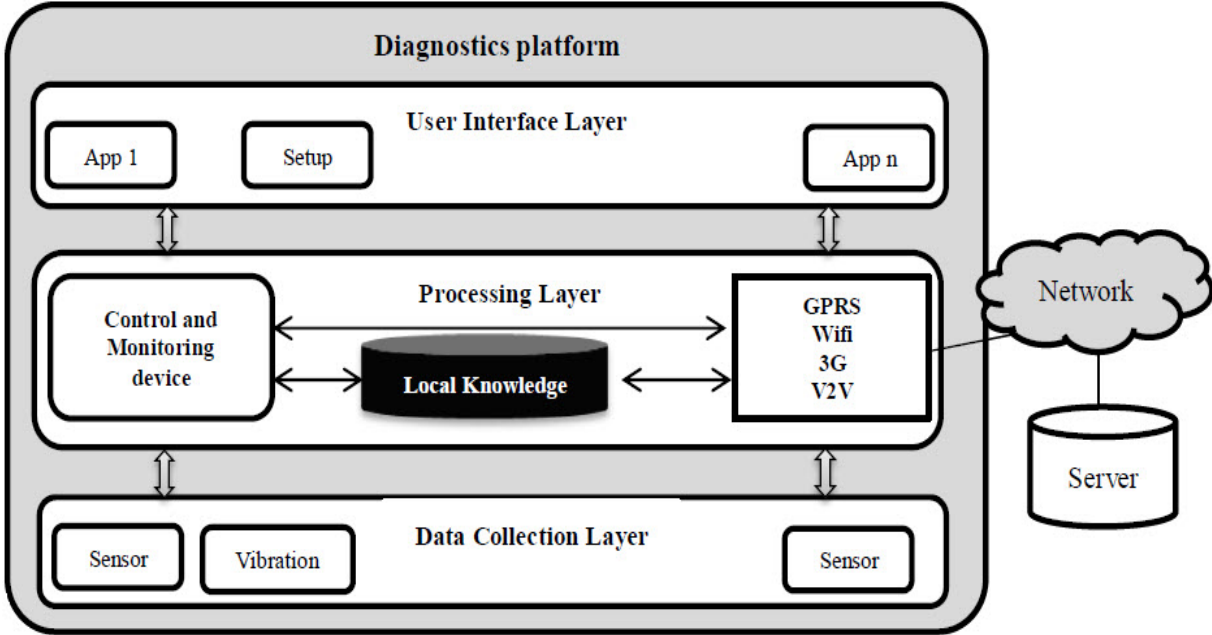 Diagnostics platform
User Interface Layer
App 1
Setup
App n
Processing Layer
Control and
Monitoring
device
Local Knowledge
GPRS
Wifi
3G
V2V
Network
Server
Data Collection Layer
Sensor
Vibration
Sensor